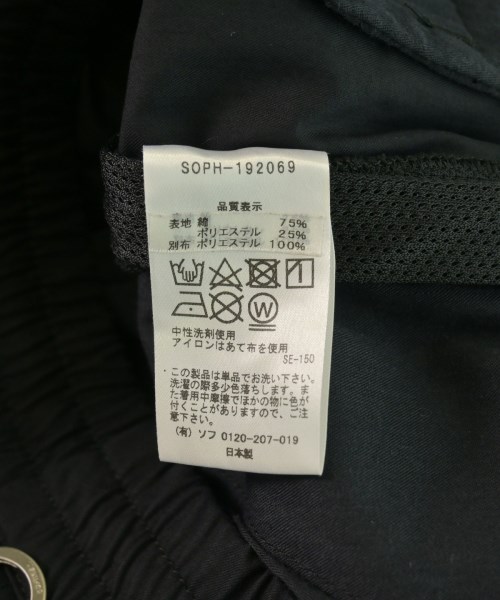 SOPH-192069
品質表示
表地 綿 75%
ポリエステル 25%
別布 ポリエステル 100%
W
中性洗剤使用
アイロンはあて布を使用
SE-150
・この製品は単品でお洗い下さい。
洗濯の際多少色落ちします。ま
た着用中摩擦でほかの物に色が
付くことがありますので、ご注
意下さい。
(有) ソフ 0120-207-019
日本製